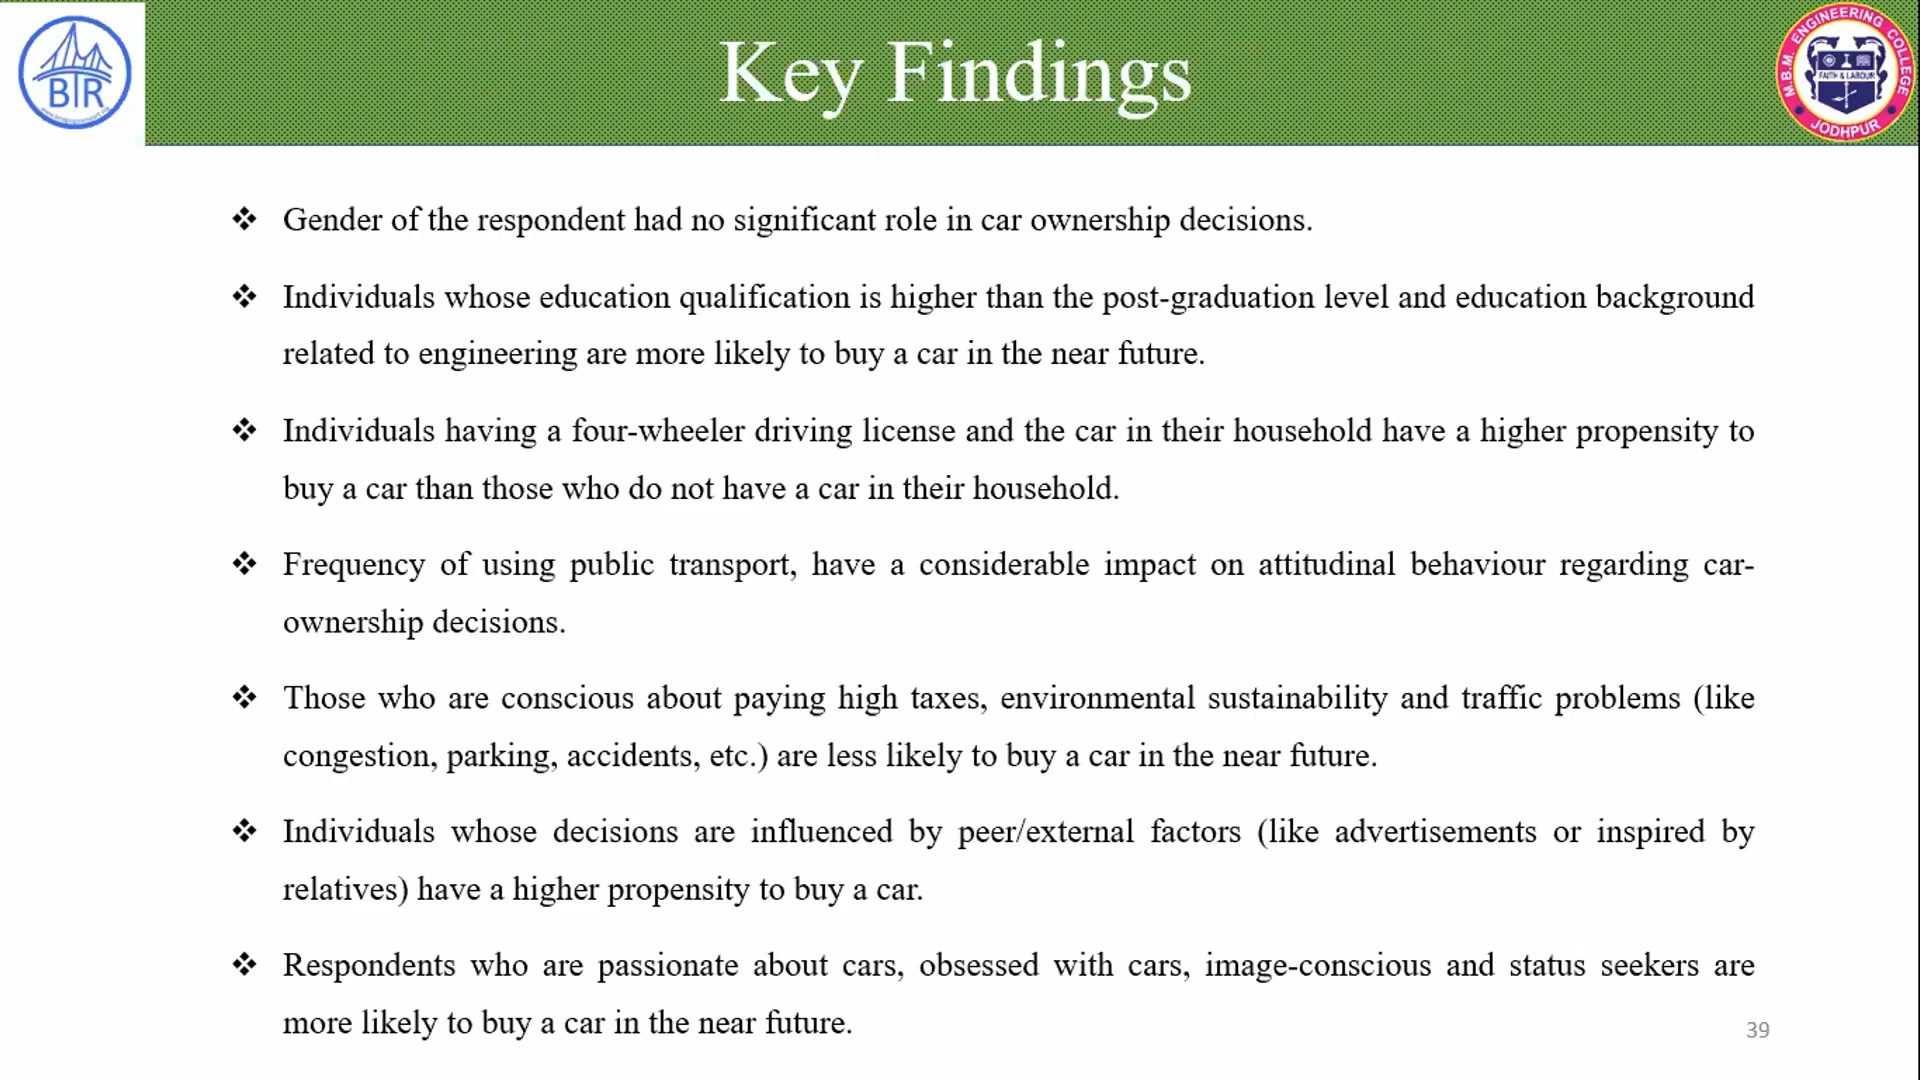 BTR
Key Findings
M.B.M. ENGINEERING COLLEGE
FAITH & LABOUR
JODHPUR
❖ Gender of the respondent had no significant role in car ownership decisions.
❖ Individuals whose education qualification is higher than the post-graduation level and education background
related to engineering are more likely to buy a car in the near future.
❖ Individuals having a four-wheeler driving license and the car in their household have a higher propensity to
buy a car than those who do not have a car in their household.
❖ Frequency of using public transport, have a considerable impact on attitudinal behaviour regarding car-
ownership decisions.
❖ Those who are conscious about paying high taxes, environmental sustainability and traffic problems (like
congestion, parking, accidents, etc.) are less likely to buy a car in the near future.
❖ Individuals whose decisions are influenced by peer/external factors (like advertisements or inspired by
relatives) have a higher propensity to buy a car.
❖ Respondents who are passionate about cars, obsessed with cars, image-conscious and status seekers are
more likely to buy a car in the near future.
39